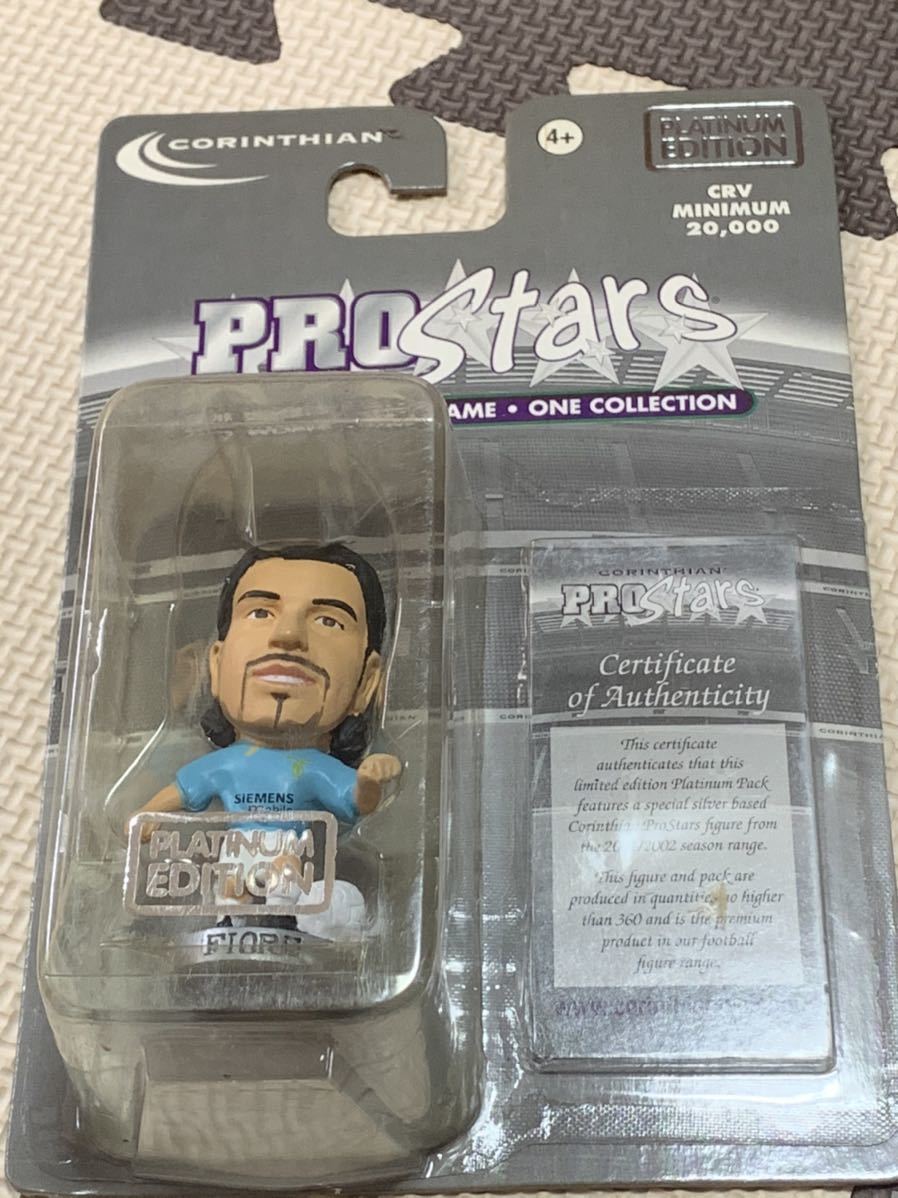 CORINTHIAN
4+
PLATINUM
EDITION
CRV
MINIMUM
20,000
PROStars
AME • ONE COLLECTION
SIEMENS
PLATINUM
EDITION
FIORE
CORINTHIAN
PROStars
Certificate
of Authenticity
This certificate
authenticates that this
limited edition Platinum Pack
features a special silver based
ProStars figure from
the /2002 season range.
This figure and pack are
produced in quantities no higher
than 360 and is the premium
product in our football
figure range.